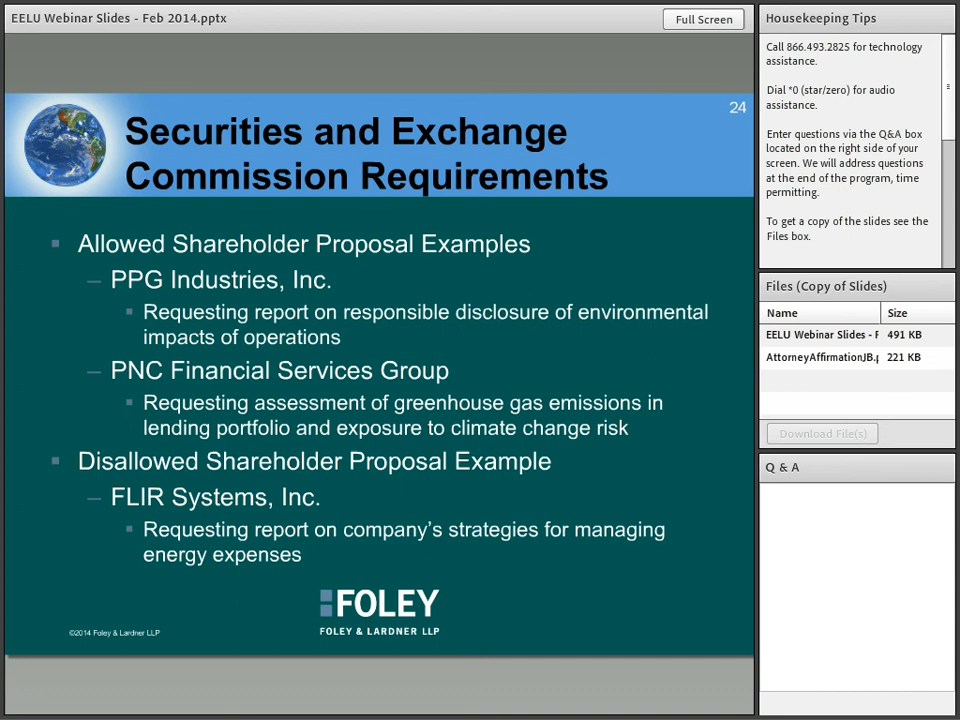 EELU Webinar Slides - Feb 2014.pptx
Full Screen
24
Securities and Exchange
Commission Requirements
▪ Allowed Shareholder Proposal Examples
– PPG Industries, Inc.
▪ Requesting report on responsible disclosure of environmental
impacts of operations
– PNC Financial Services Group
▪ Requesting assessment of greenhouse gas emissions in
lending portfolio and exposure to climate change risk
▪ Disallowed Shareholder Proposal Example
– FLIR Systems, Inc.
▪ Requesting report on company’s strategies for managing
energy expenses
FOLEY
FOLEY & LARDNER LLP
©2014 Foley & Lardner LLP
Housekeeping Tips
Call 866.493.2825 for technology
assistance.
Dial *0 (star/zero) for audio
assistance.
Enter questions via the Q&A box
located on the right side of your
screen. We will address questions
at the end of the program, time
permitting.
To get a copy of the slides see the
Files box.
Files (Copy of Slides)
Name Size
EELU Webinar Slides - F 491 KB
AttorneyAffirmationJB.p 221 KB
Download File(s)
Q & A